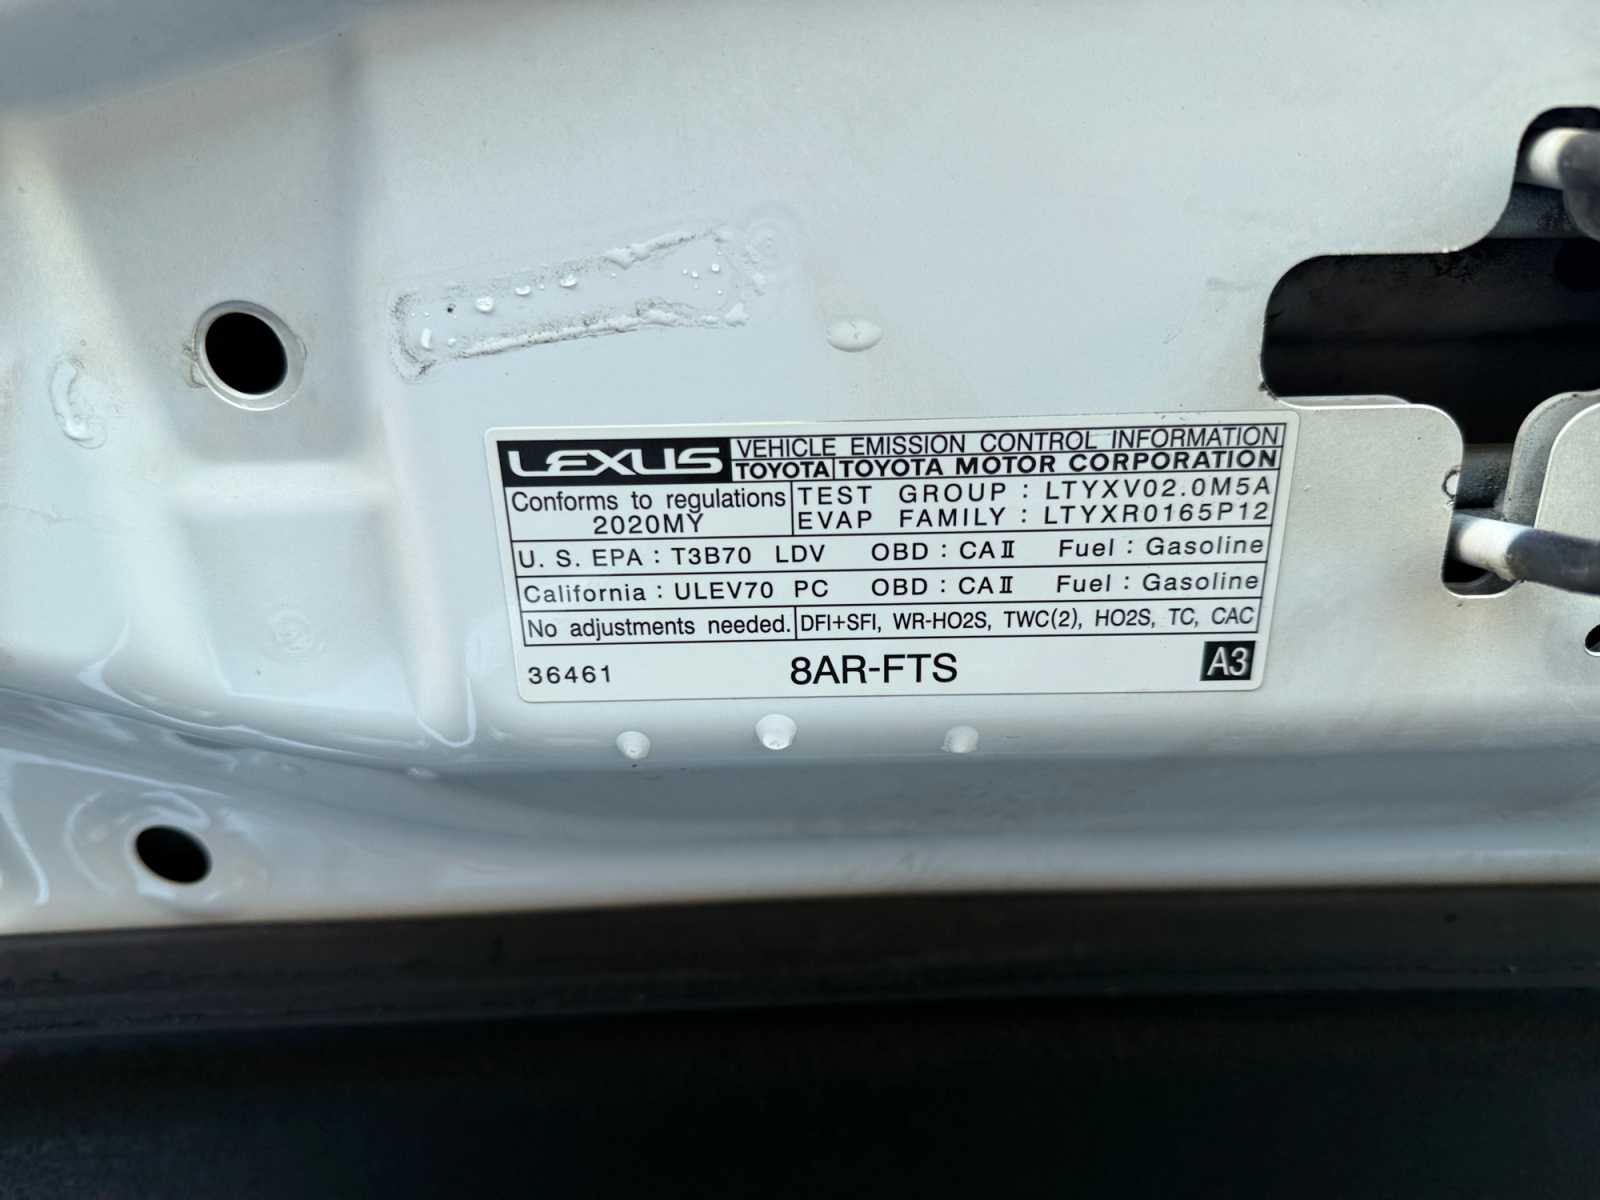 LEXUS VEHICLE EMISSION CONTROL INFORMATION
TOYOTA TOYOTA MOTOR CORPORATION
Conforms to regulations
2020MY
TEST GROUP : LTYXV02.0M5A
EVAP FAMILY : LTYXR0165P12
U. S. EPA : T3B70 LDV OBD : CAⅡ Fuel : Gasoline
California : ULEV70 PC OBD : CAⅡ Fuel : Gasoline
No adjustments needed. DFI+SFI, WR-HO2S, TWC(2), HO2S, TC, CAC
36461 8AR-FTS A3